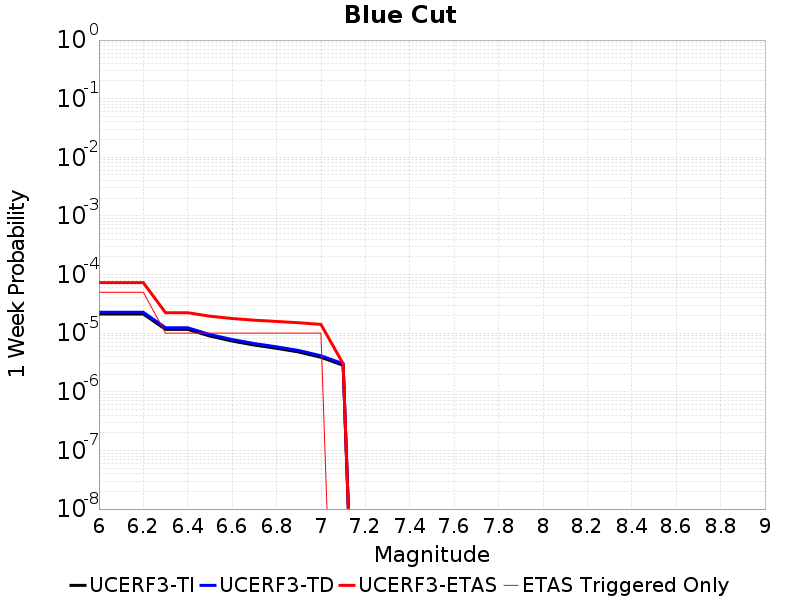 Blue Cut
1 Week Probability
10^0
10^-1
10^-2
10^-3
10^-4
10^-5
10^-6
10^-7
10^-8
6 6.2 6.4 6.6 6.8 7 7.2 7.4 7.6 7.8 8 8.2 8.4 8.6 8.8 9
Magnitude
UCERF3-TI UCERF3-TD UCERF3-ETAS ETAS Triggered Only